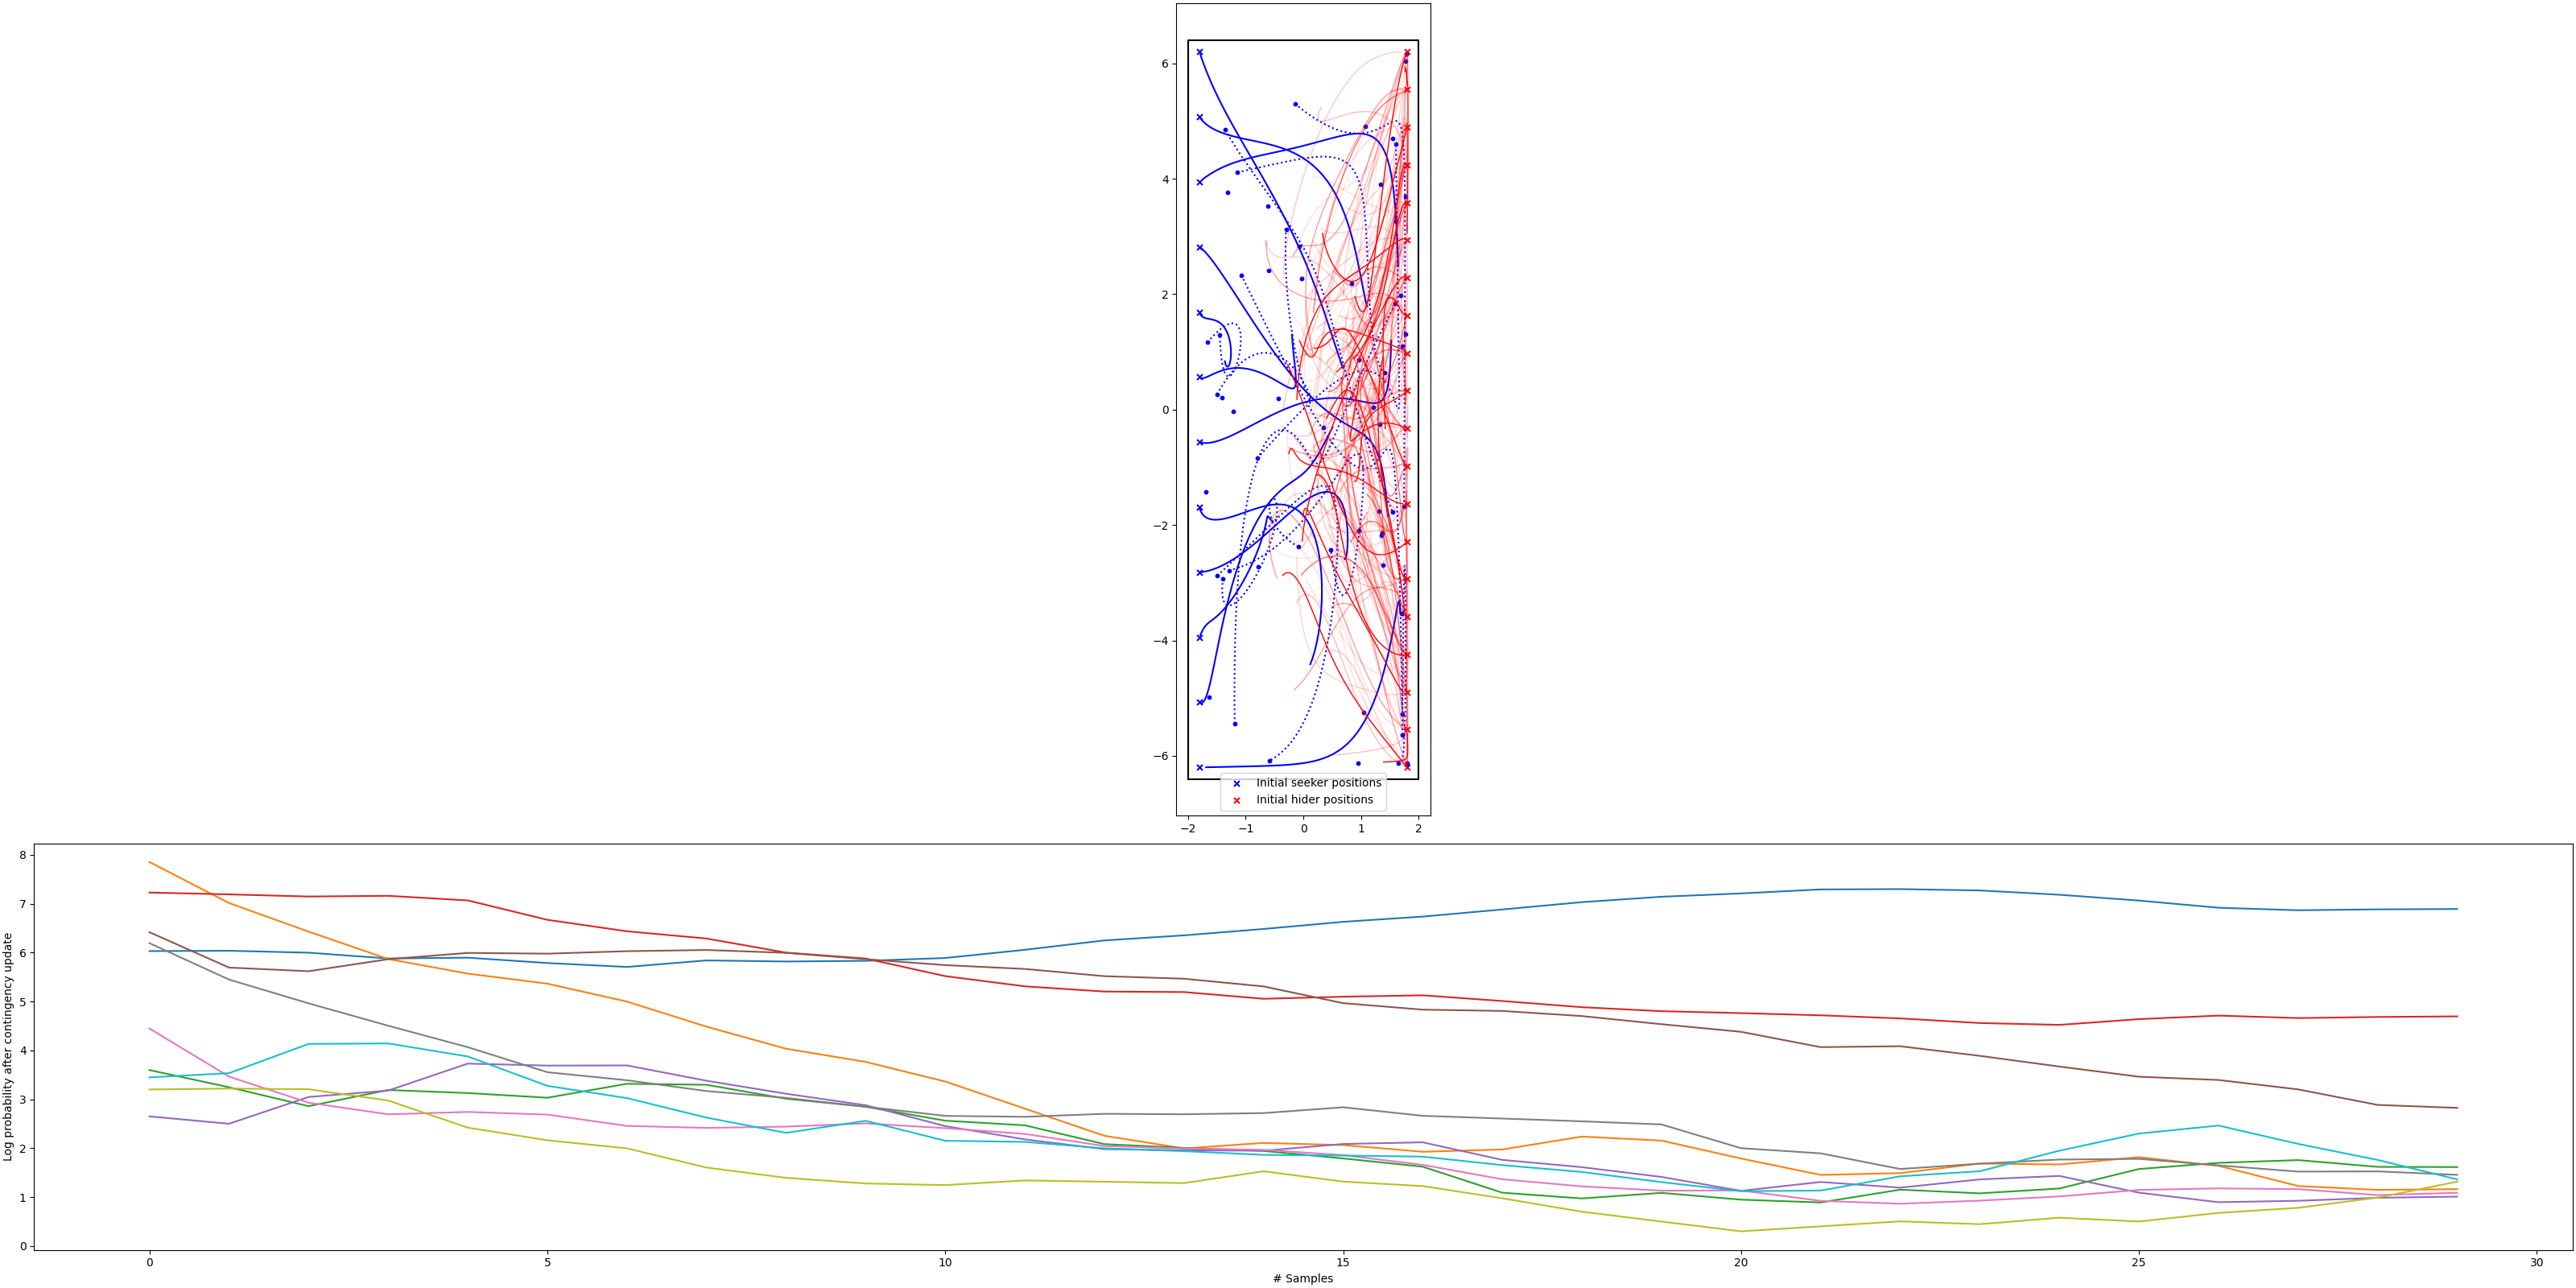 6
4
2
0
−2
−4
−6
Initial seeker positions
Initial hider positions
−2 −1 0 1 2
8
7
6
5
4
3
2
1
0
Log probability after contingency update
0 5 10 15 20 25 30
# Samples